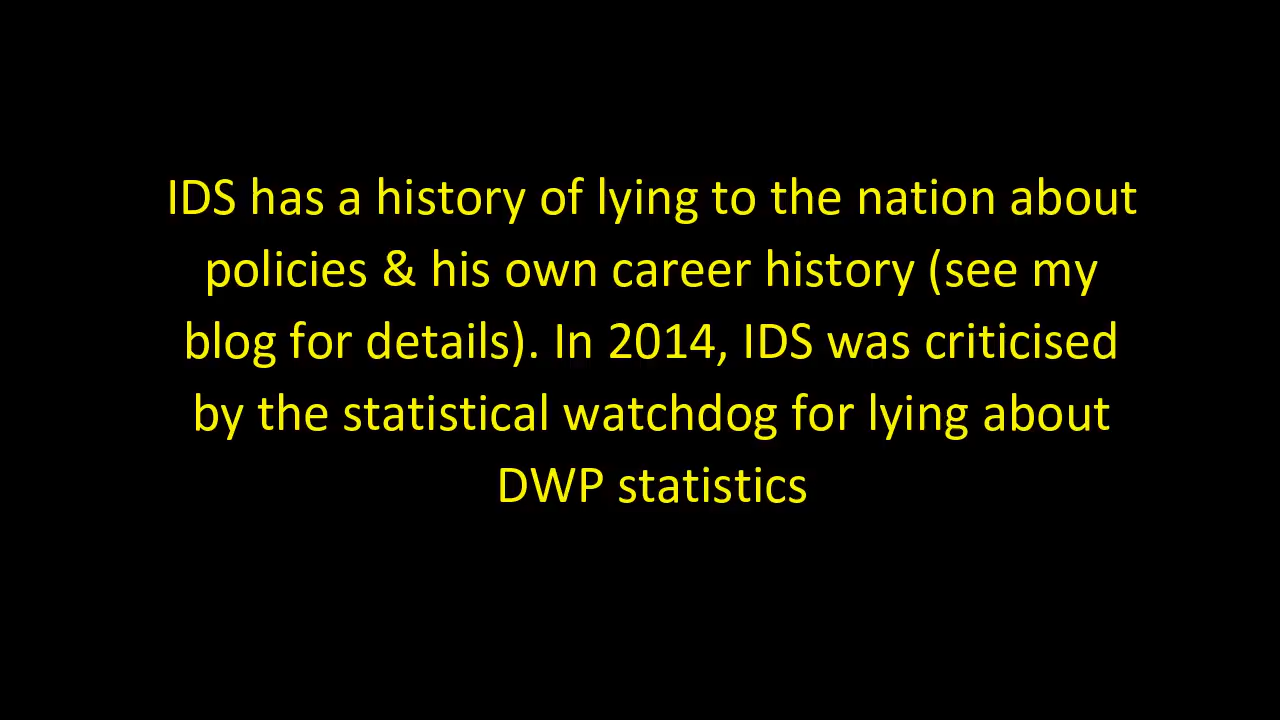 IDS has a history of lying to the nation about
policies & his own career history (see my
blog for details). In 2014, IDS was criticised
by the statistical watchdog for lying about
DWP statistics